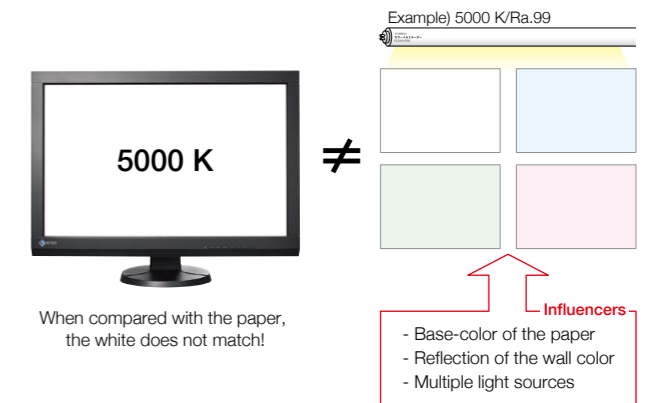 Example) 5000 K/Ra.99
5000 K
≠
When compared with the paper,
the white does not match!
Influencers
- Base-color of the paper
- Reflection of the wall color
- Multiple light sources